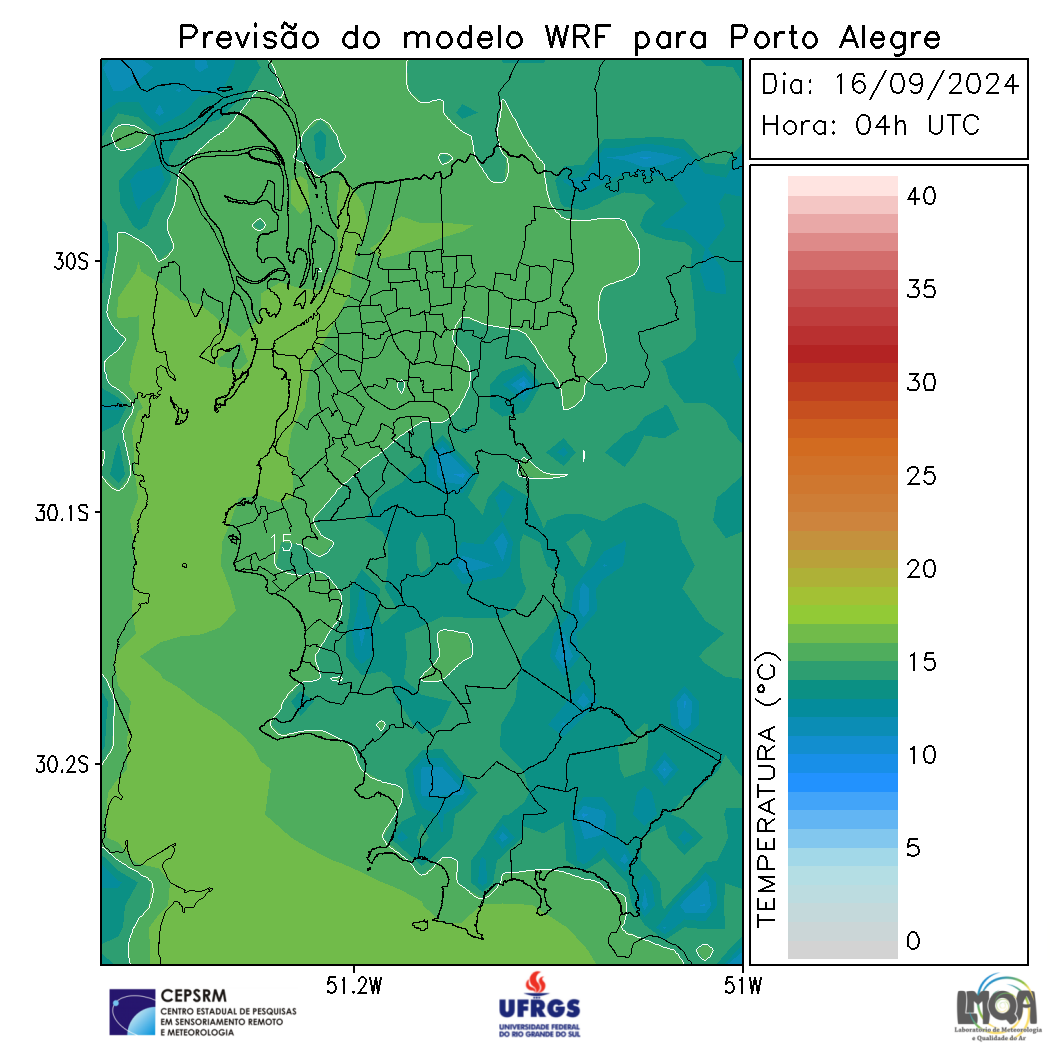 Previsão do modelo WRF para Porto Alegre
Dia: 16/09/2024
Hora: 04h UTC
40
35
30
25
20
15
10
5
0
TEMPERATURA (°C)
30S
30.1S
30.2S
15
51.2W
51W
CEPSRM
CENTRO ESTADUAL DE PESQUISAS
EM SENSORIAMENTO REMOTO
E METEOROLOGIA
UFRGS
UNIVERSIDADE FEDERAL
DO RIO GRANDE DO SUL
LMQA
Laboratório de Meteorologia
e Qualidade do Ar